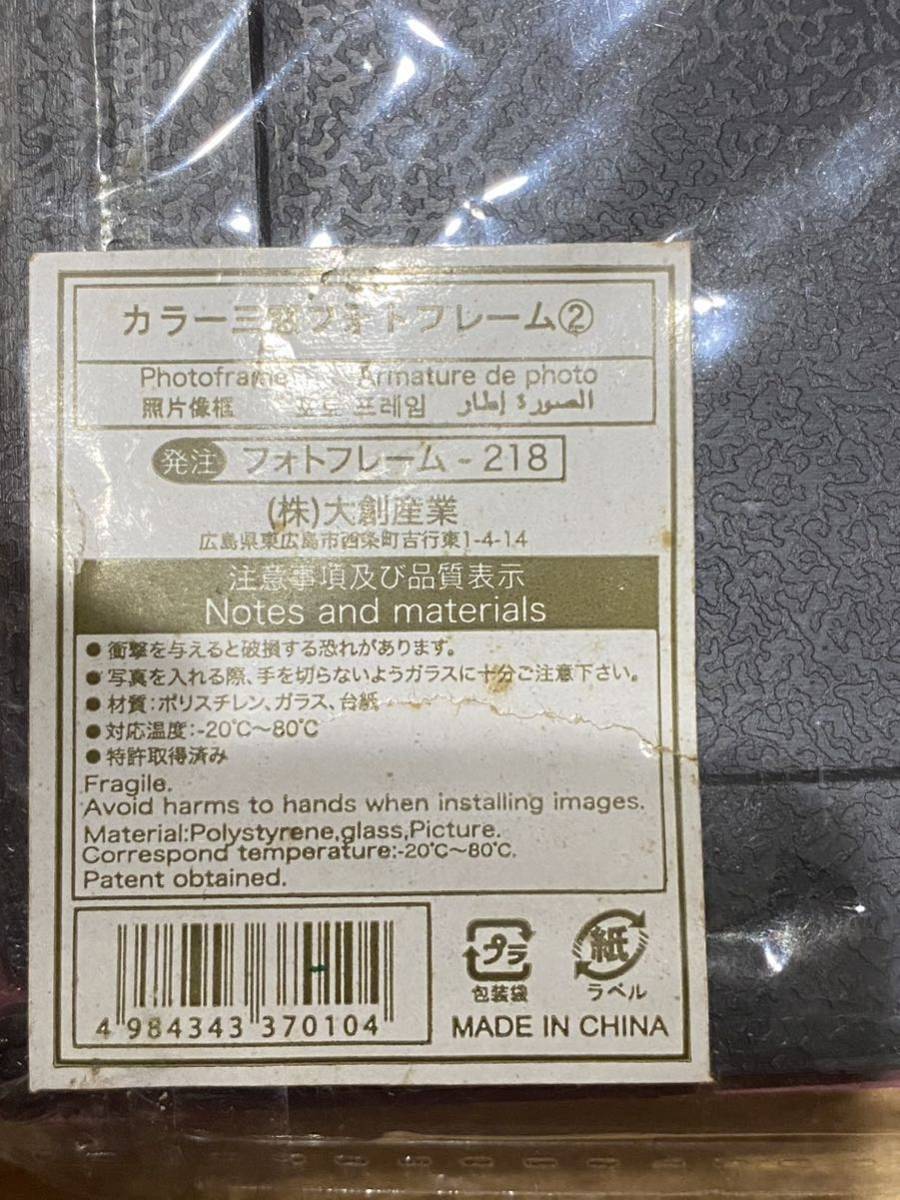 カラー三窓フォトフレーム②
Photoframe Armature de photo
照片像框 포토 프레임 الصورة إطار
発注 フォトフレーム - 218
(株)大創産業
広島県東広島市西条町吉行東1-4-14
注意事項及び品質表示
Notes and materials
●衝撃を与えると破損する恐れがあります。
●写真を入れる際、手を切らないようガラスに十分ご注意下さい。
●材質:ポリスチレン、ガラス、台紙
●対応温度:-20℃〜80℃
●特許取得済み
Fragile.
Avoid harms to hands when installing images.
Material:Polystyrene,glass,Picture.
Correspond temperature:-20℃〜80℃.
Patent obtained.
4 984343 370104
プラ
包装袋
紙
ラベル
MADE IN CHINA